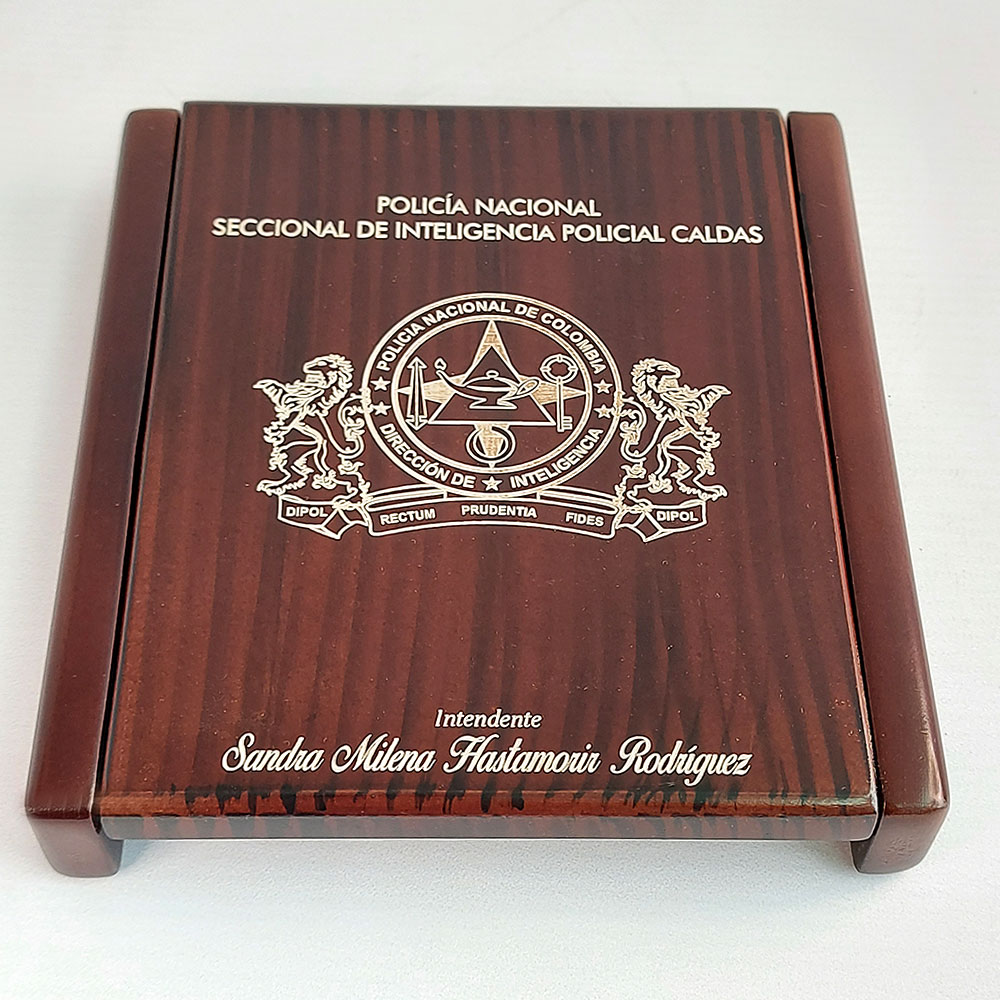 POLICÍA NACIONAL
SECCIONAL DE INTELIGENCIA POLICIAL CALDAS
POLICIA NACIONAL DE COLOMBIA
DIRECCIÓN DE ★ INTELIGENCIA
DIPOL RECTUM PRUDENTIA FIDES DIPOL
Intendente
Sandra Milena Hastamorir Rodríguez